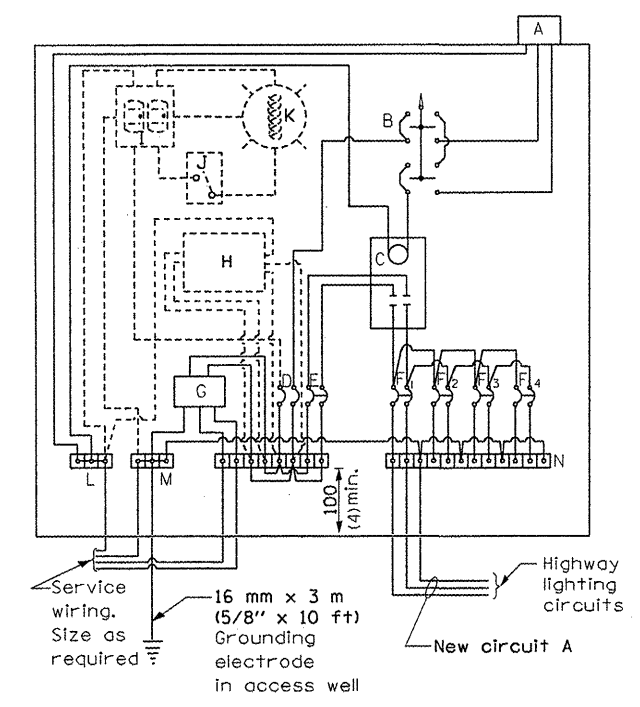 A
B
K
J
H
C
D
E
F1
F2
F3
F4
G
L
M
N
100
(4)min.
Service
wiring.
Size as
required
16 mm x 3 m
(5/8" x 10 ft)
Grounding
electrode
in access well
Highway
lighting
circuits
New circuit A